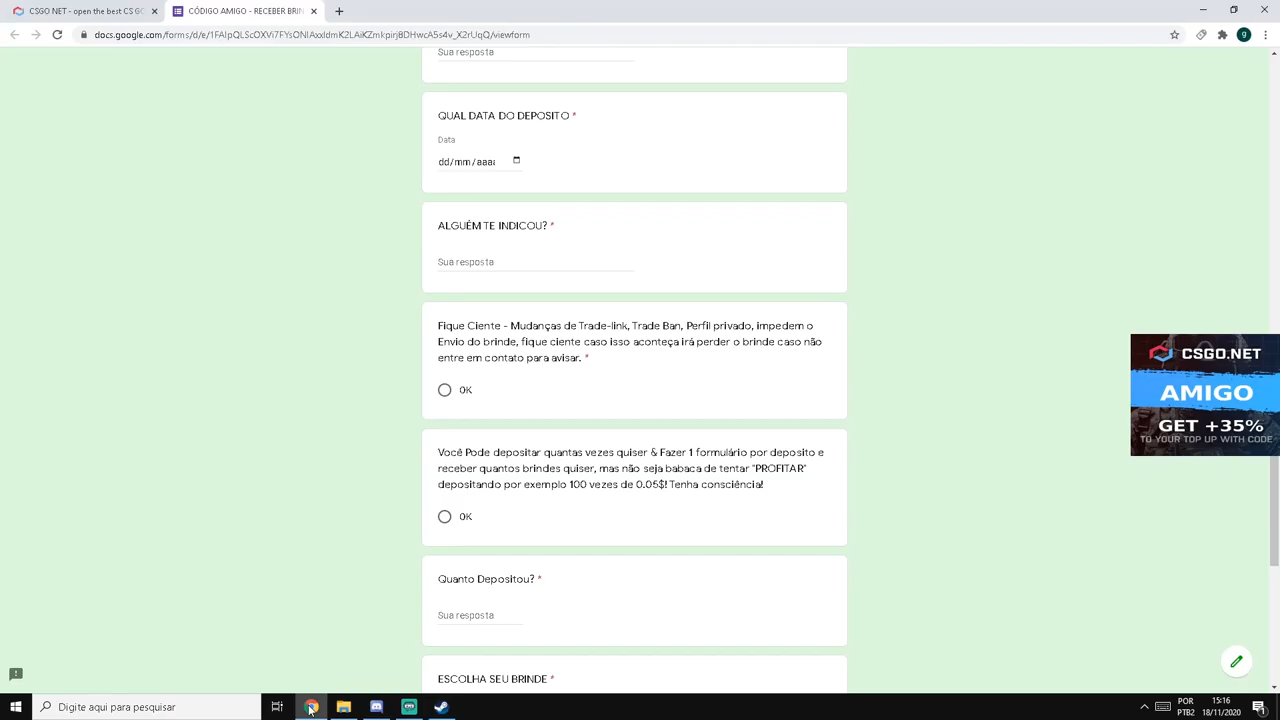 CSGO.NET - open the best CS GO
CÓDIGO AMIGO - RECEBER BRIN
Sua resposta
QUAL DATA DO DEPOSITO *
Data
dd/mm/aaaa
ALGUÉM TE INDICOU? *
Sua resposta
Fique Ciente - Mudanças de Trade-link, Trade Ban, Perfil privado, impedem o
Envio do brinde, fique ciente caso isso aconteça irá perder o brinde caso não
entre em contato para avisar. *
OK
Você Pode depositar quantas vezes quiser & Fazer 1 formulário por deposito e
receber quantos brindes quiser, mas não seja babaca de tentar "PROFITAR"
depositando por exemplo 100 vezes de 0.05$! Tenha consciência!
OK
Quanto Depositou? *
Sua resposta
ESCOLHA SEU BRINDE *
CSGO.NET
AMIGO
GET +35%
TO YOUR TOP UP WITH CODE
Digite aqui para pesquisar
POR
PTB2
15:16
18/11/2020